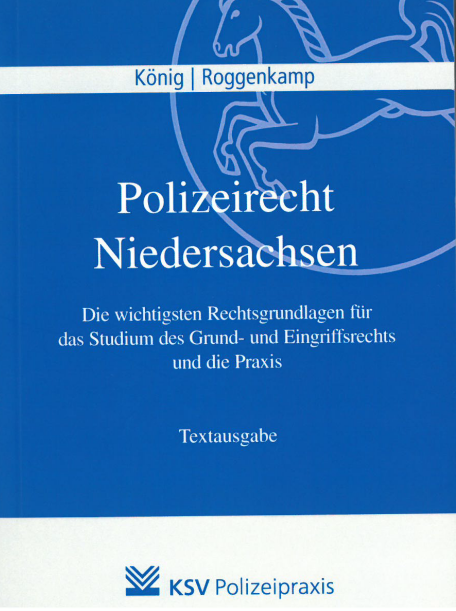 König | Roggenkamp
Polizeirecht
Niedersachsen
Die wichtigsten Rechtsgrundlagen für
das Studium des Grund- und Eingriffsrechts
und die Praxis
Textausgabe
KSV Polizeipraxis